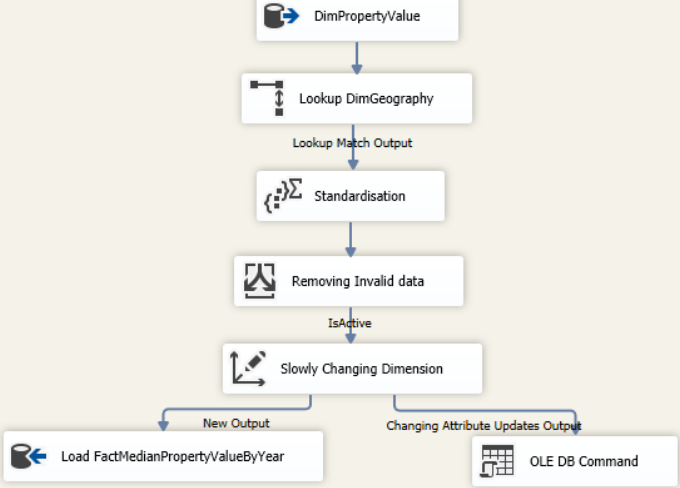 DimPropertyValue
Lookup DimGeography
Lookup Match Output
Standardisation
Removing Invalid data
IsActive
Slowly Changing Dimension
New Output
Changing Attribute Updates Output
Load FactMedianPropertyValueByYear
OLE DB Command